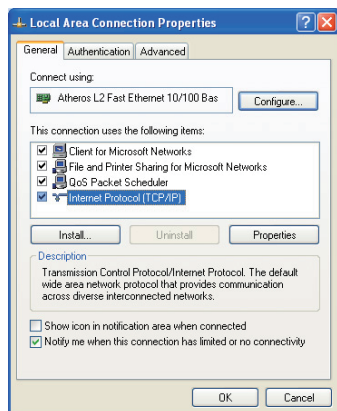 Local Area Connection Properties
General Authentication Advanced
Connect using:
Atheros L2 Fast Ethernet 10/100 Bas
Configure...
This connection uses the following items:
Client for Microsoft Networks
File and Printer Sharing for Microsoft Networks
QoS Packet Scheduler
Internet Protocol (TCP/IP)
Install... Uninstall Properties
Description
Transmission Control Protocol/Internet Protocol. The default
wide area network protocol that provides communication
across diverse interconnected networks.
Show icon in notification area when connected
Notify me when this connection has limited or no connectivity
OK Cancel